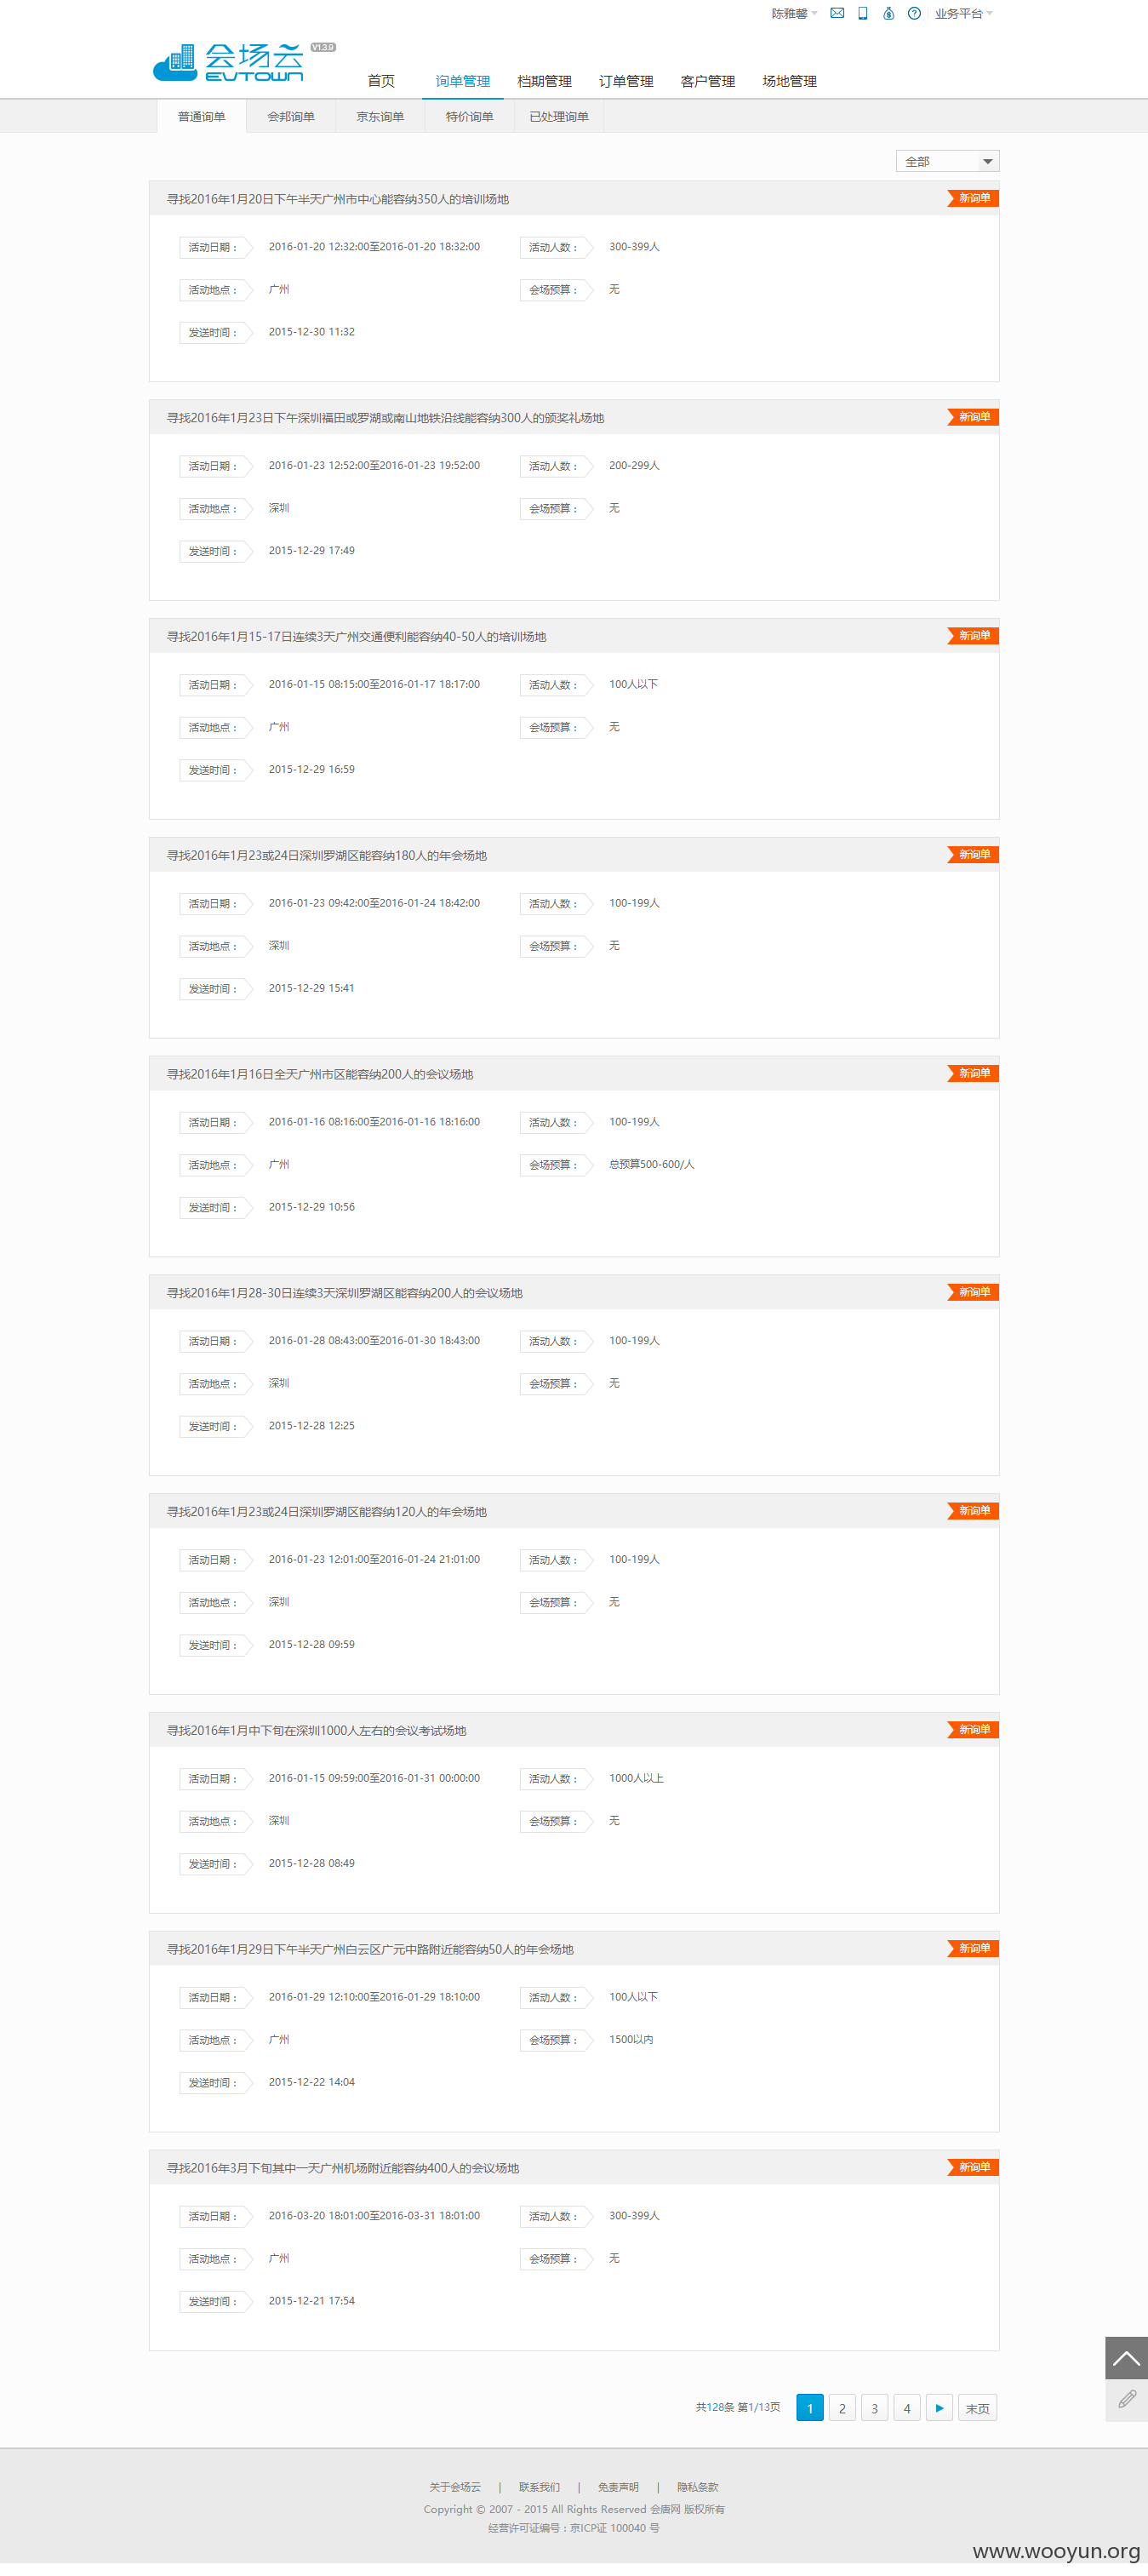 陈雅馨 业务平台
会场云 EVTOWN V1.3.9
首页 询单管理 档期管理 订单管理 客户管理 场地管理
普通询单 会邦询单 京东询单 特价询单 已处理询单
全部
寻找2016年1月20日下午半天广州市中心能容纳350人的培训场地 新询单
活动日期： 2016-01-20 12:32:00至2016-01-20 18:32:00 活动人数： 300-399人
活动地点： 广州 会场预算： 无
发送时间： 2015-12-30 11:32
寻找2016年1月23日下午深圳福田或罗湖或南山地铁沿线能容纳300人的颁奖礼场地 新询单
活动日期： 2016-01-23 12:52:00至2016-01-23 19:52:00 活动人数： 200-299人
活动地点： 深圳 会场预算： 无
发送时间： 2015-12-29 17:49
寻找2016年1月15-17日连续3天广州交通便利能容纳40-50人的培训场地 新询单
活动日期： 2016-01-15 08:15:00至2016-01-17 18:17:00 活动人数： 100人以下
活动地点： 广州 会场预算： 无
发送时间： 2015-12-29 16:59
寻找2016年1月23或24日深圳罗湖区能容纳180人的年会场地 新询单
活动日期： 2016-01-23 09:42:00至2016-01-24 18:42:00 活动人数： 100-199人
活动地点： 深圳 会场预算： 无
发送时间： 2015-12-29 15:41
寻找2016年1月16日全天广州市区能容纳200人的会议场地 新询单
活动日期： 2016-01-16 08:16:00至2016-01-16 18:16:00 活动人数： 100-199人
活动地点： 广州 会场预算： 总预算500-600/人
发送时间： 2015-12-29 10:56
寻找2016年1月28-30日连续3天深圳罗湖区能容纳200人的会议场地 新询单
活动日期： 2016-01-28 08:43:00至2016-01-30 18:43:00 活动人数： 100-199人
活动地点： 深圳 会场预算： 无
发送时间： 2015-12-28 12:25
寻找2016年1月23或24日深圳罗湖区能容纳120人的年会场地 新询单
活动日期： 2016-01-23 12:01:00至2016-01-24 21:01:00 活动人数： 100-199人
活动地点： 深圳 会场预算： 无
发送时间： 2015-12-28 09:59
寻找2016年1月中下旬在深圳1000人左右的会议考试场地 新询单
活动日期： 2016-01-15 09:59:00至2016-01-31 00:00:00 活动人数： 1000人以上
活动地点： 深圳 会场预算： 无
发送时间： 2015-12-28 08:49
寻找2016年1月29日下午半天广州白云区广元中路附近能容纳50人的年会场地 新询单
活动日期： 2016-01-29 12:10:00至2016-01-29 18:10:00 活动人数： 100人以下
活动地点： 广州 会场预算： 1500以内
发送时间： 2015-12-22 14:04
寻找2016年3月下旬其中一天广州机场附近能容纳400人的会议场地 新询单
活动日期： 2016-03-20 18:01:00至2016-03-31 18:01:00 活动人数： 300-399人
活动地点： 广州 会场预算： 无
发送时间： 2015-12-21 17:54
共128条 第1/13页 1 2 3 4 末页
关于会场云 | 联系我们 | 免责声明 | 隐私条款
Copyright © 2007 - 2015 All Rights Reserved 会唐网 版权所有
经营许可证编号：京ICP证 100040 号
www.wooyun.org